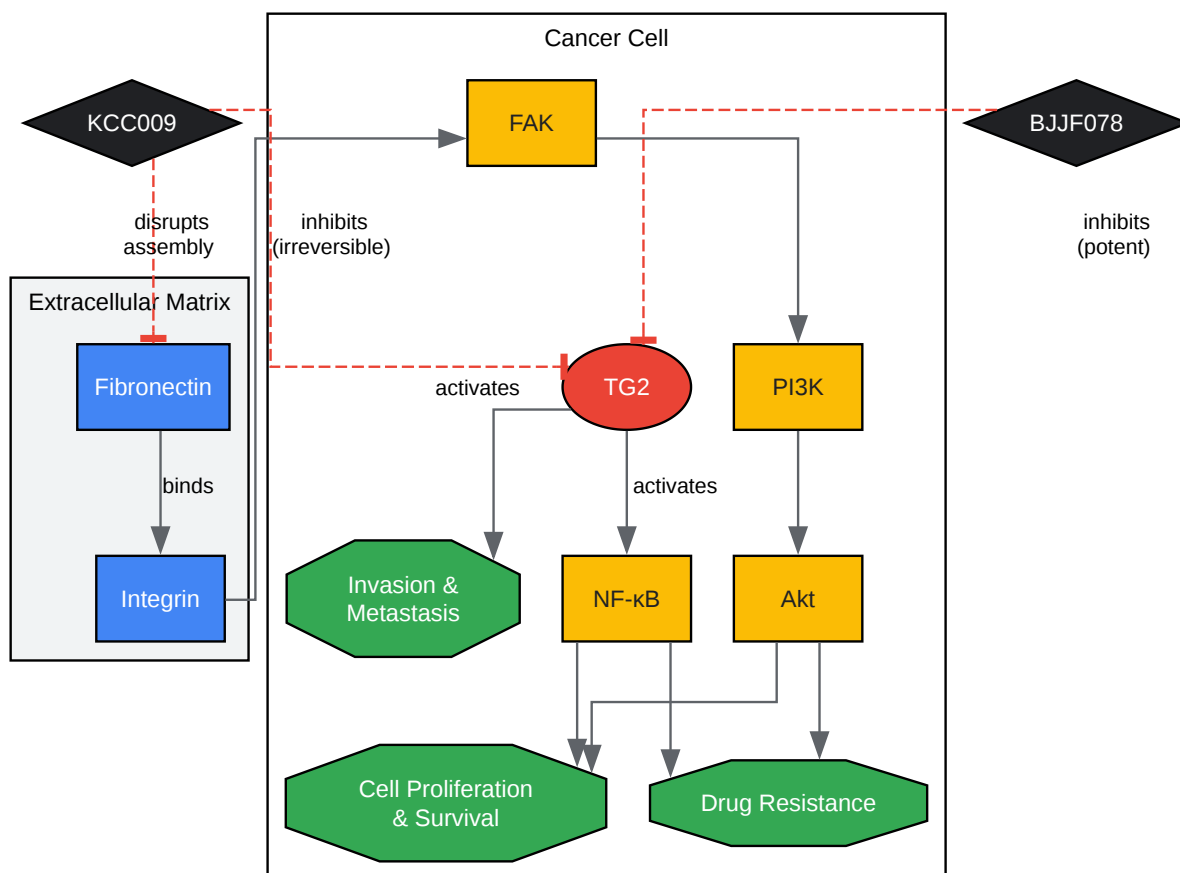 Cancer Cell
KCC009
FAK
BJJF078
disrupts
assembly
inhibits
(irreversible)
inhibits
(potent)
Extracellular Matrix
Fibronectin
activates
TG2
PI3K
binds
activates
Integrin
Invasion &
Metastasis
NF-κB
Akt
Cell Proliferation
& Survival
Drug Resistance